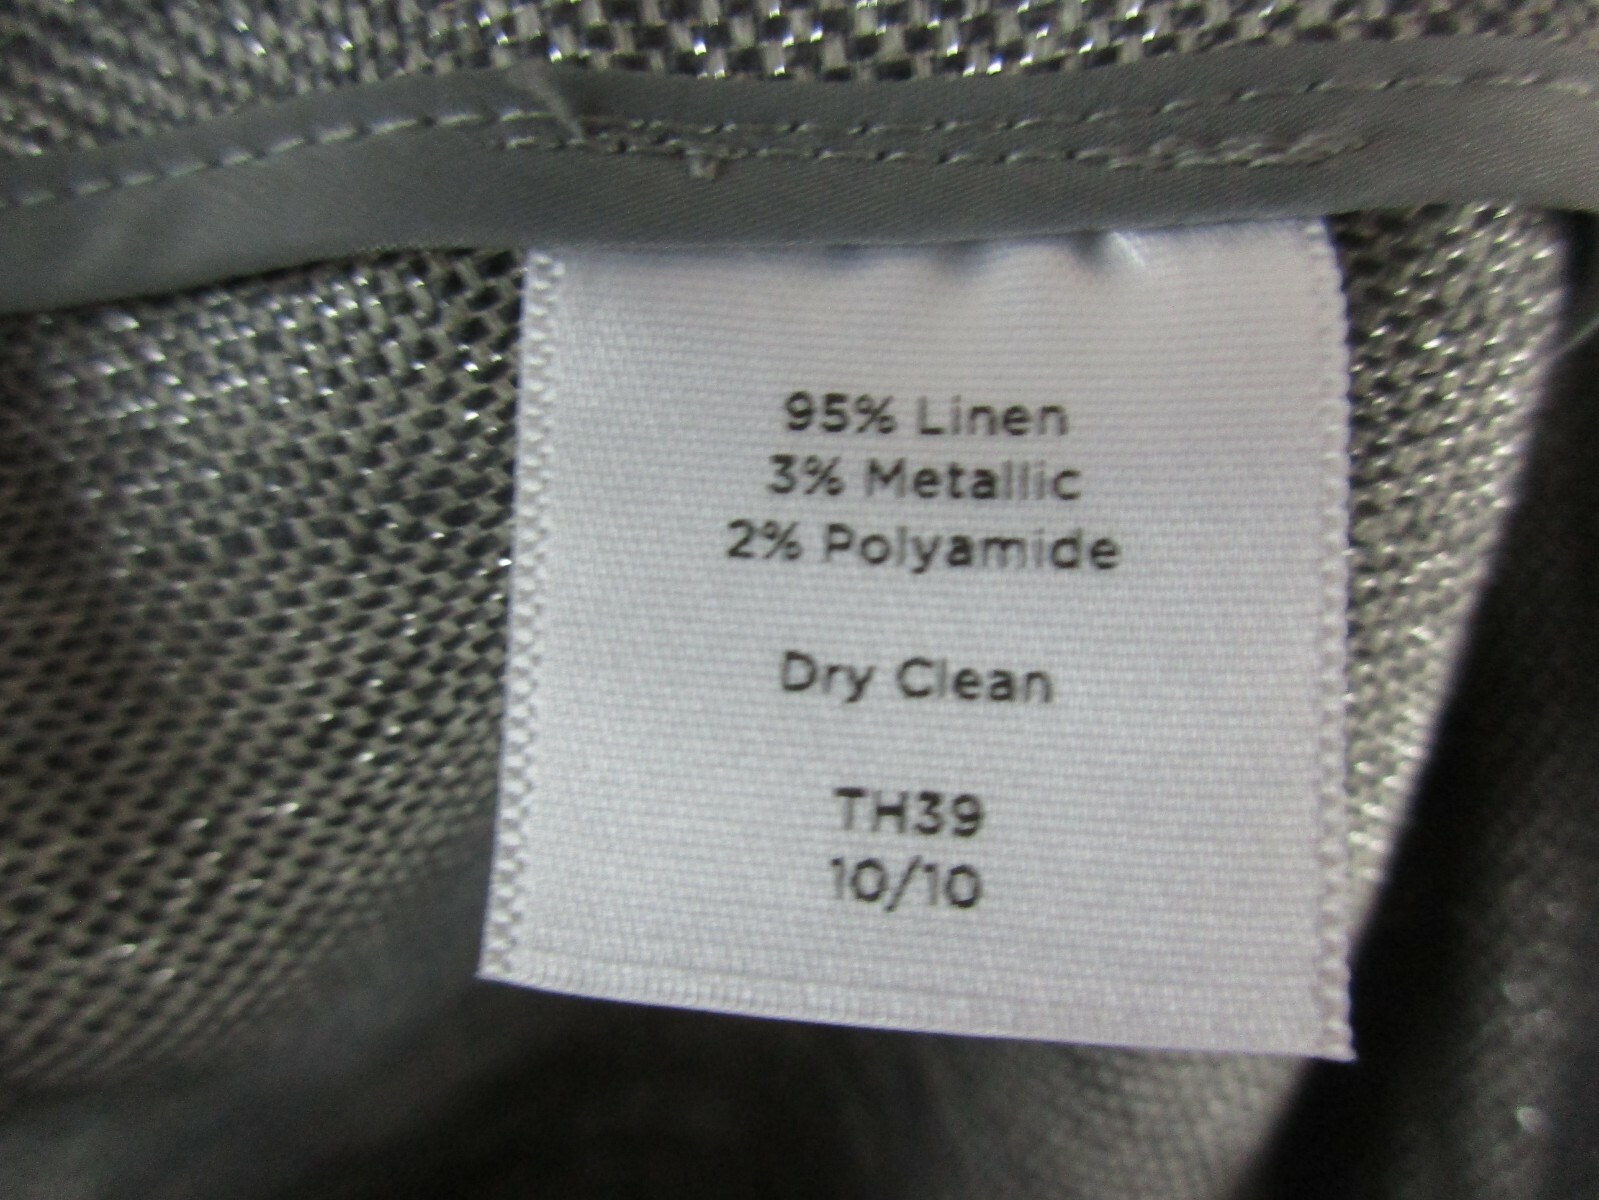 95% Linen
3% Metallic
2% Polyamide
Dry Clean
TH39
10/10